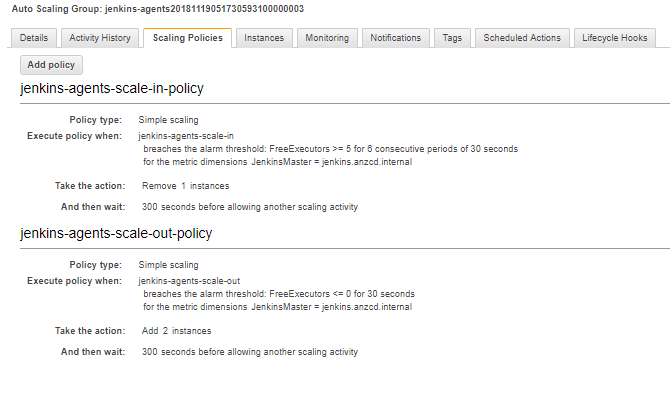 Auto Scaling Group: jenkins-agents20181119051730593100000003
Details Activity History Scaling Policies Instances Monitoring Notifications Tags Scheduled Actions Lifecycle Hooks
Add policy
jenkins-agents-scale-in-policy
Policy type: Simple scaling
Execute policy when: jenkins-agents-scale-in
breaches the alarm threshold: FreeExecutors >= 5 for 6 consecutive periods of 30 seconds
for the metric dimensions JenkinsMaster = jenkins.anzcd.internal
Take the action: Remove 1 instances
And then wait: 300 seconds before allowing another scaling activity
jenkins-agents-scale-out-policy
Policy type: Simple scaling
Execute policy when: jenkins-agents-scale-out
breaches the alarm threshold: FreeExecutors <= 0 for 30 seconds
for the metric dimensions JenkinsMaster = jenkins.anzcd.internal
Take the action: Add 2 instances
And then wait: 300 seconds before allowing another scaling activity